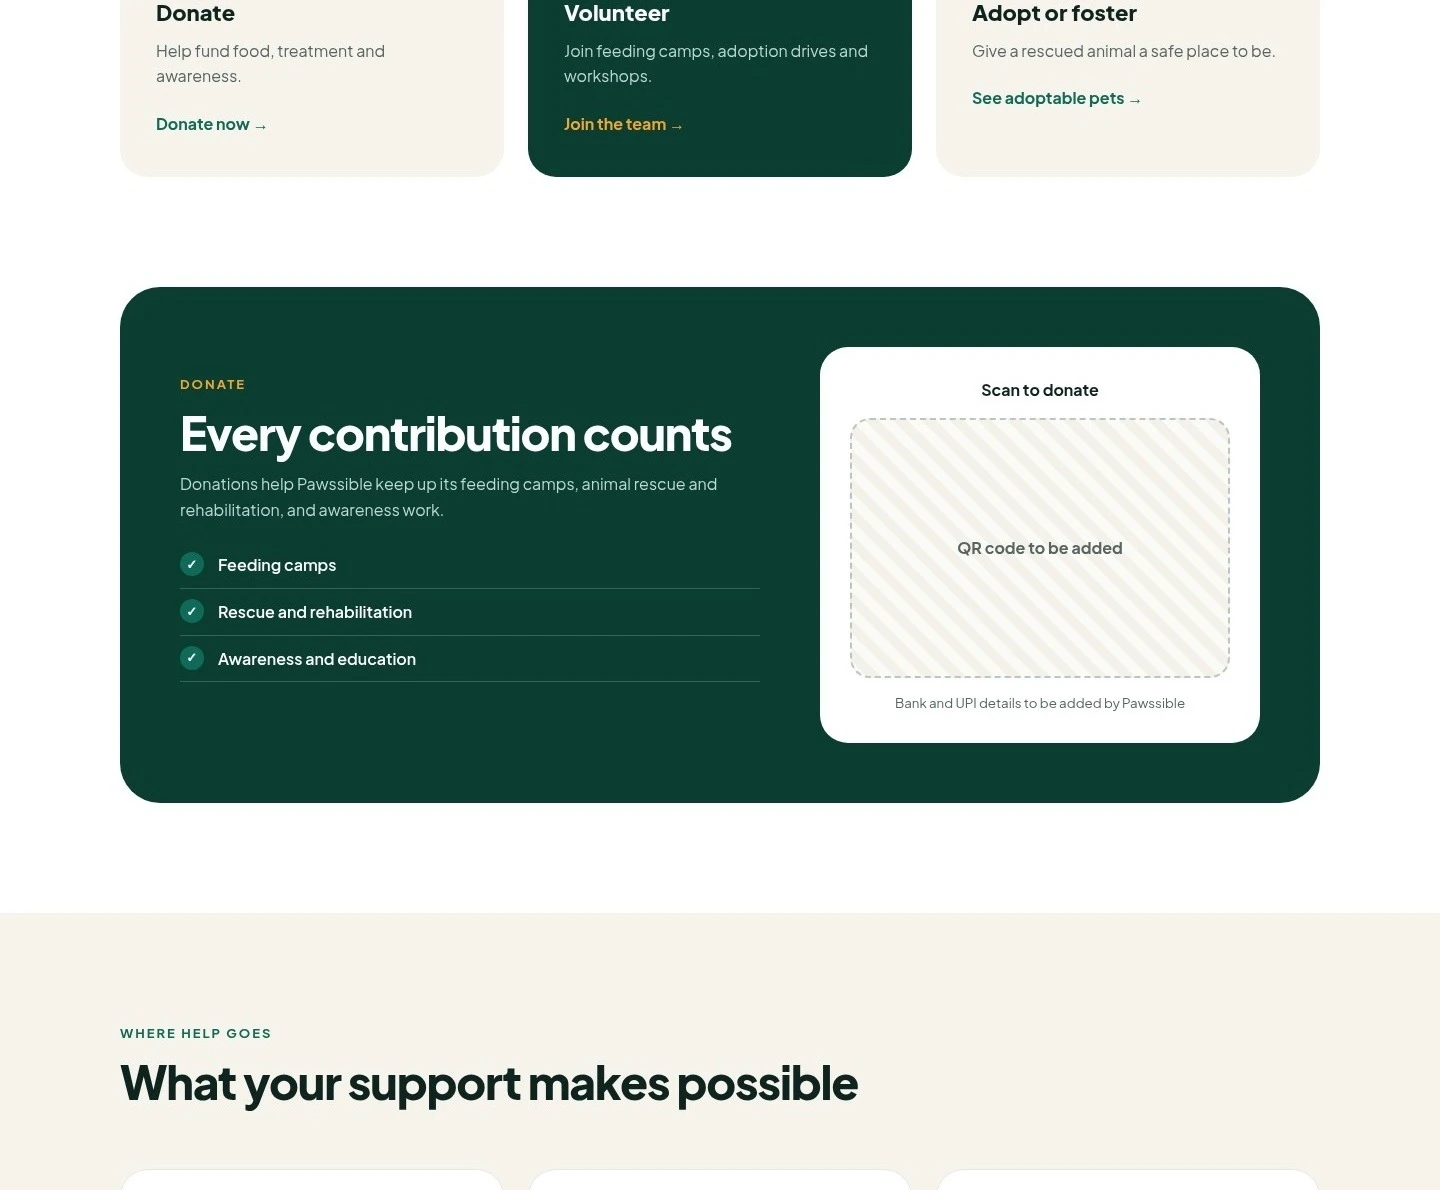 Donate
Help fund food, treatment and
awareness.
Donate now →
Volunteer
Join feeding camps, adoption drives and
workshops.
Join the team →
Adopt or foster
Give a rescued animal a safe place to be.
See adoptable pets →
DONATE
Every contribution counts
Donations help Pawssible keep up its feeding camps, animal rescue and
rehabilitation, and awareness work.
✓ Feeding camps
✓ Rescue and rehabilitation
✓ Awareness and education
Scan to donate
QR code to be added
Bank and UPI details to be added by Pawssible
WHERE HELP GOES
What your support makes possible